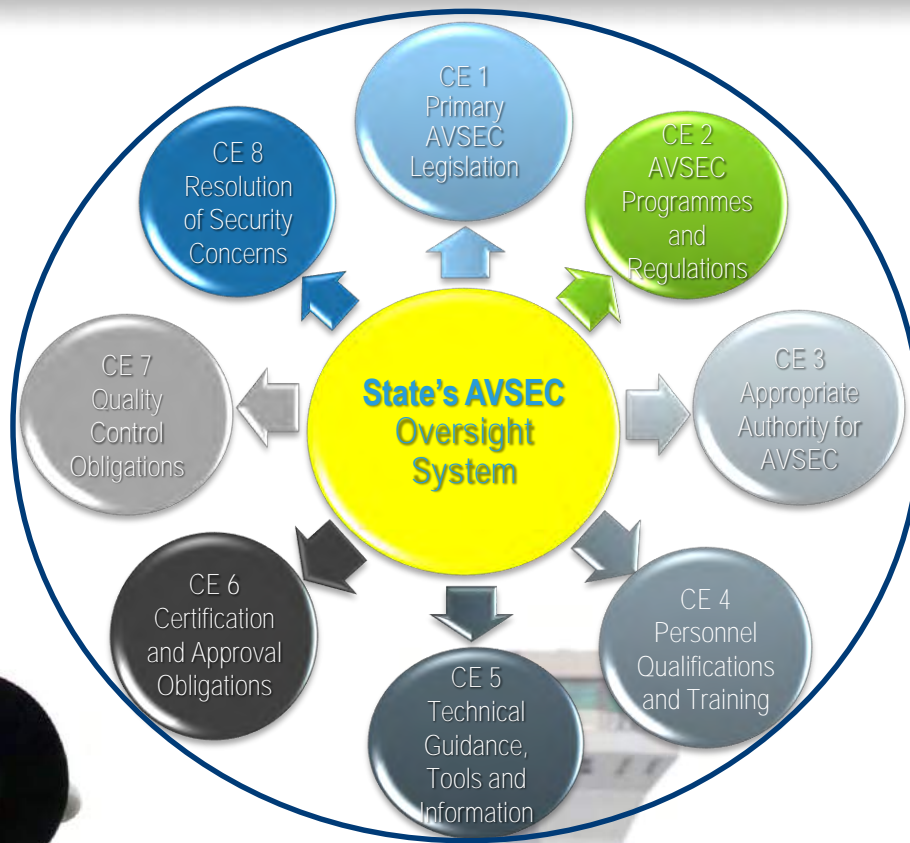 CE 1
Primary
AVSEC
Legislation
CE 2
AVSEC
Programmes
and
Regulations
CE 3
Appropriate
Authority for
AVSEC
CE 4
Personnel
Qualifications
and Training
CE 5
Technical
Guidance,
Tools and
Information
CE 6
Certification
and Approval
Obligations
CE 7
Quality
Control
Obligations
CE 8
Resolution
of Security
Concerns
State's AVSEC
Oversight
System